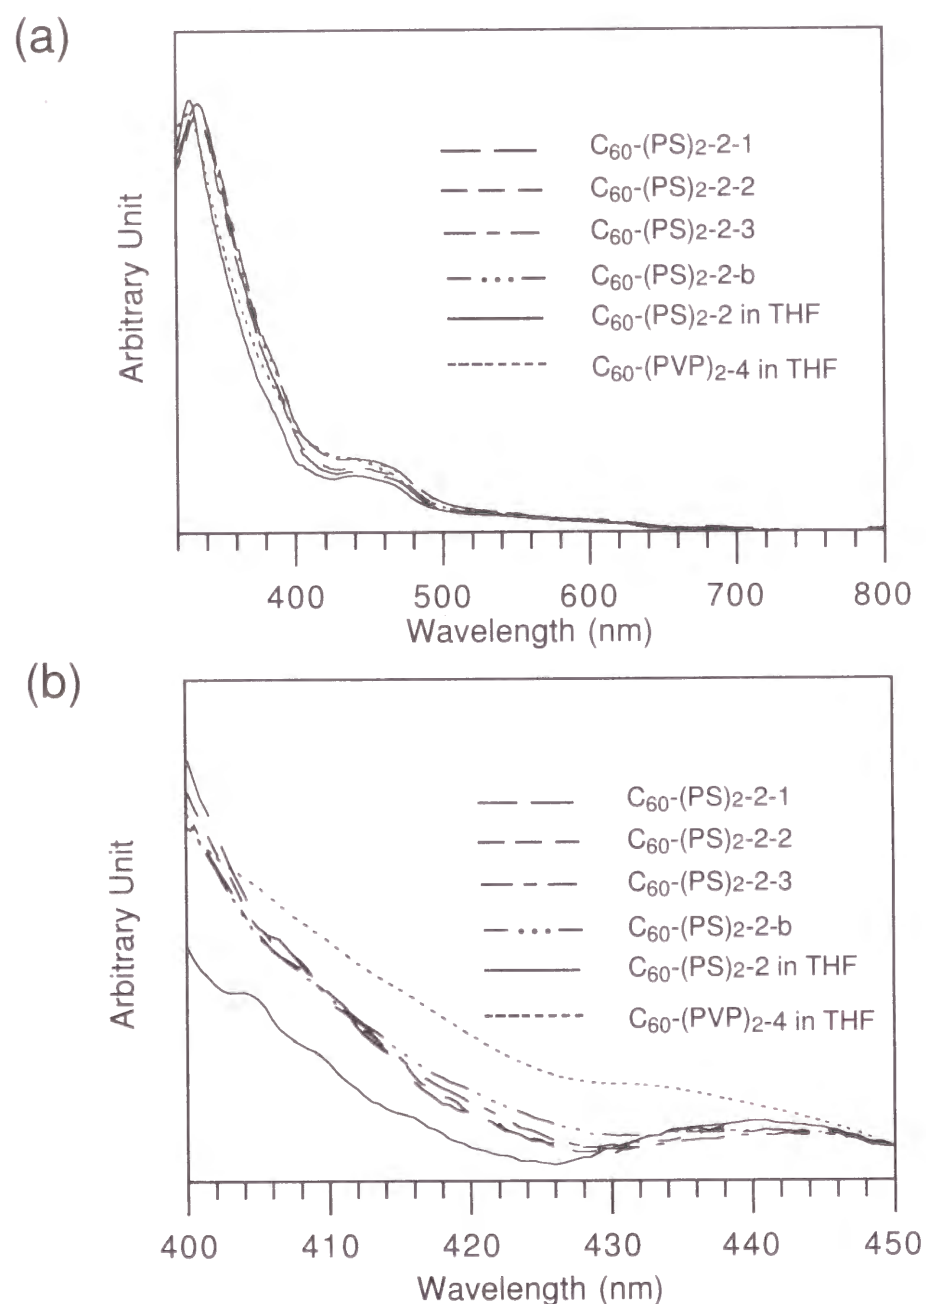 (a)
Arbitrary Unit
C60-(PS)2-2-1
C60-(PS)2-2-2
C60-(PS)2-2-3
C60-(PS)2-2-b
C60-(PS)2-2 in THF
C60-(PVP)2-4 in THF
400 500 600 700 800
Wavelength (nm)
(b)
Arbitrary Unit
C60-(PS)2-2-1
C60-(PS)2-2-2
C60-(PS)2-2-3
C60-(PS)2-2-b
C60-(PS)2-2 in THF
C60-(PVP)2-4 in THF
400 410 420 430 440 450
Wavelength (nm)